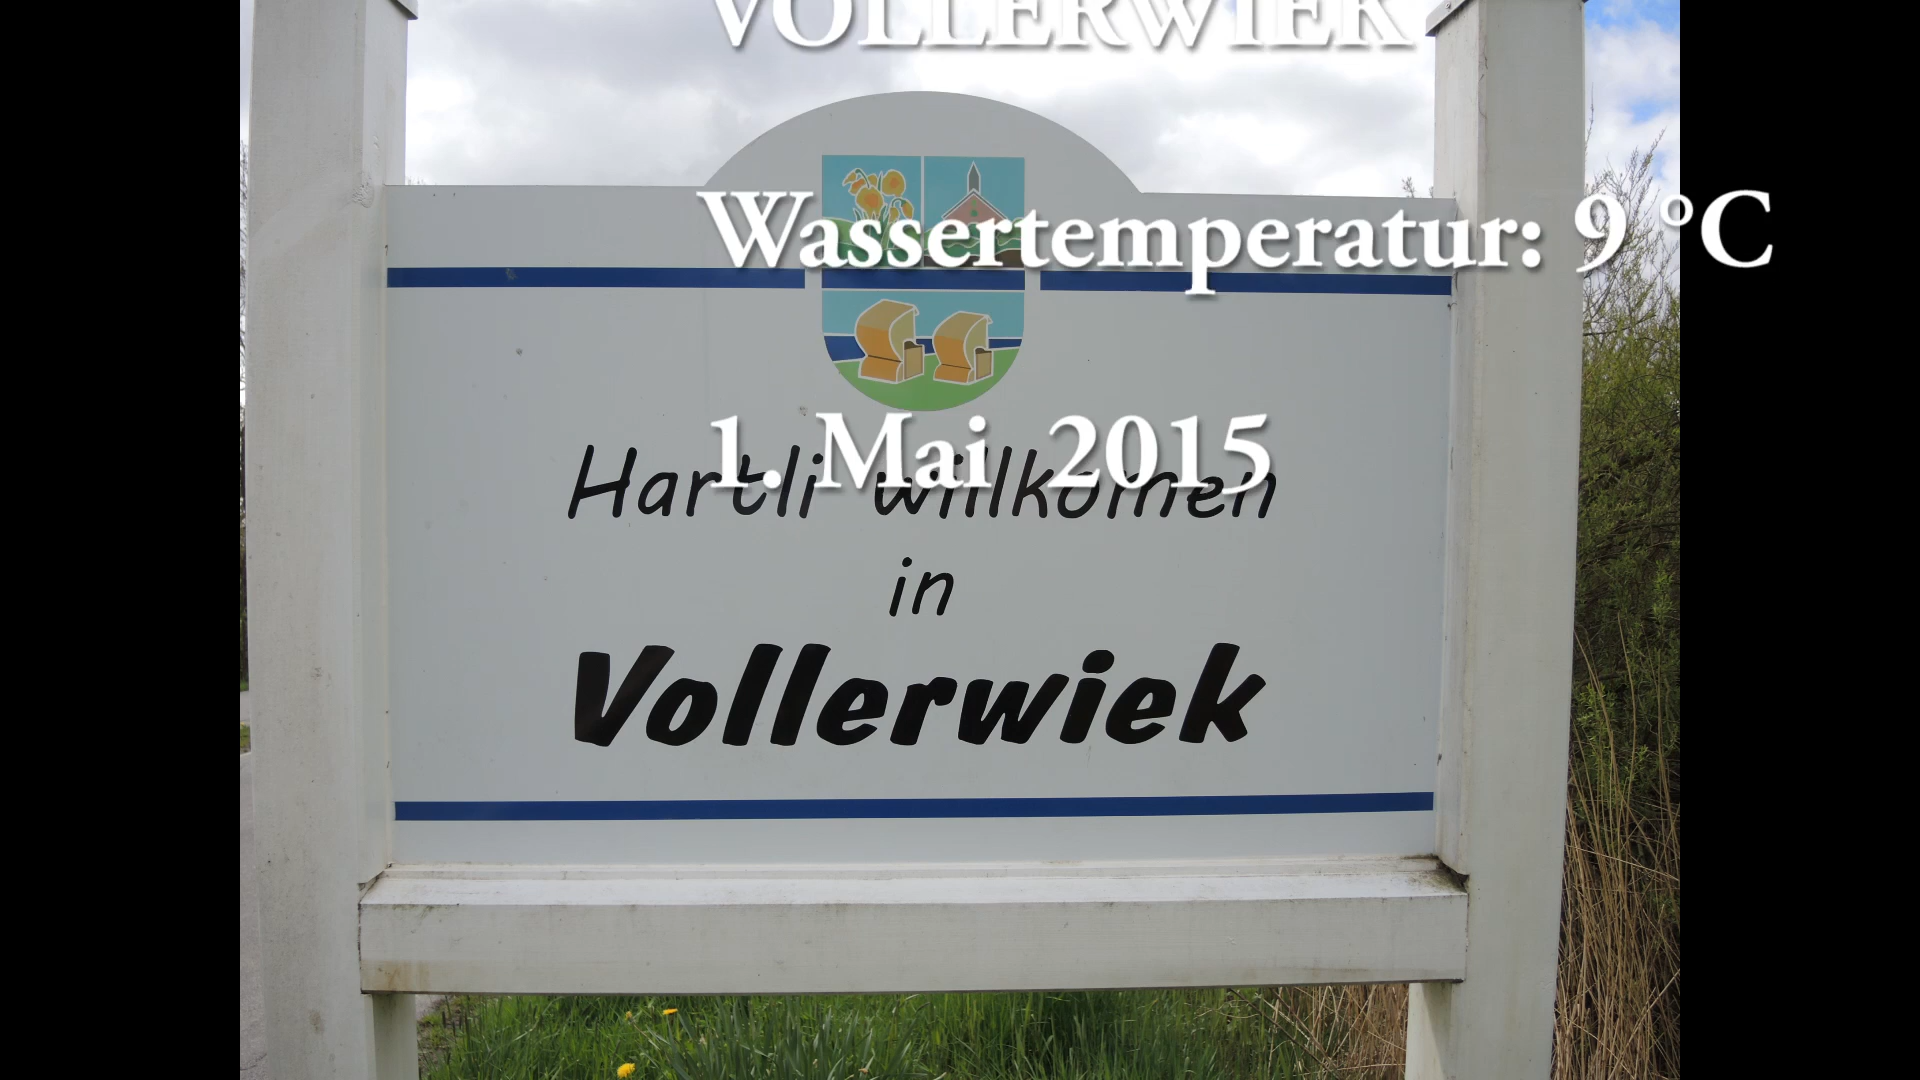 VOLLERWIEK
Wassertemperatur: 9 °C
1. Mai 2015
Hartli willkomen
in
Vollerwiek